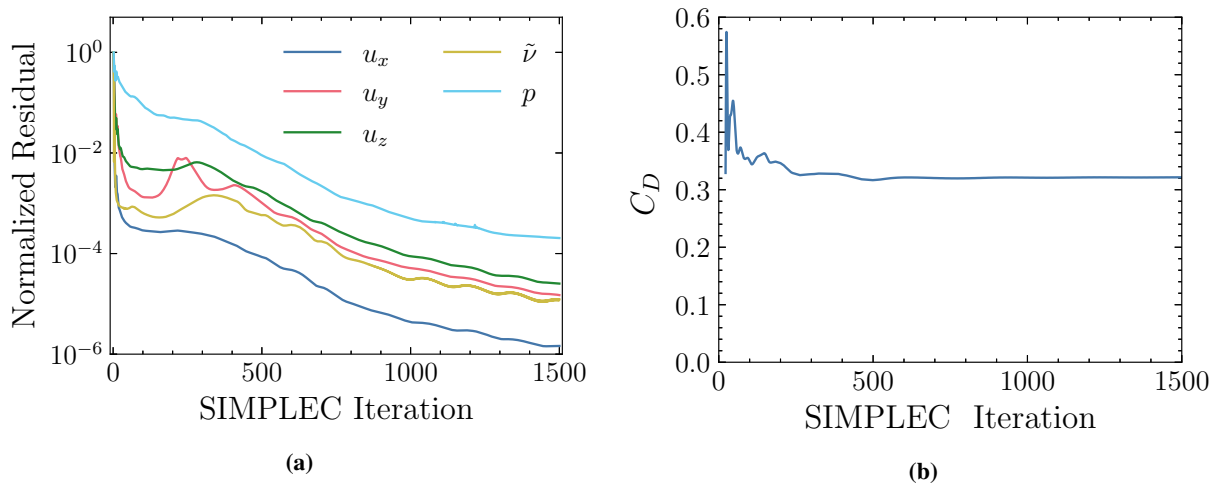 Normalized Residual
10⁰
10⁻²
10⁻⁴
10⁻⁶
u_x
u_y
u_z
ν̃
p
0 500 1000 1500
SIMPLEC Iteration
(a)
C_D
0.6
0.5
0.4
0.3
0.2
0.1
0.0
0 500 1000 1500
SIMPLEC Iteration
(b)